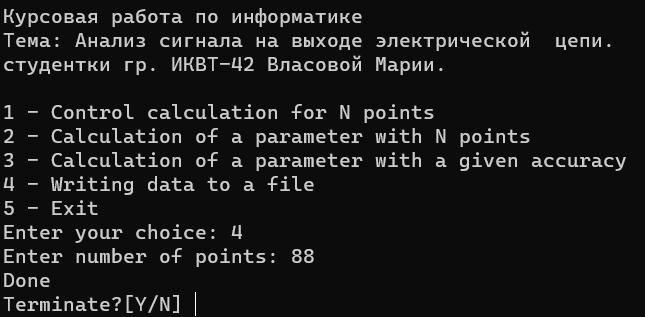 Курсовая работа по информатике
Тема: Анализ сигнала на выходе электрической  цепи.
студентки гр. ИКВТ-42 Власовой Марии.
1 - Control calculation for N points
2 - Calculation of a parameter with N points
3 - Calculation of a parameter with a given accuracy
4 - Writing data to a file
5 - Exit
Enter your choice: 4
Enter number of points: 88
Done
Terminate?[Y/N]